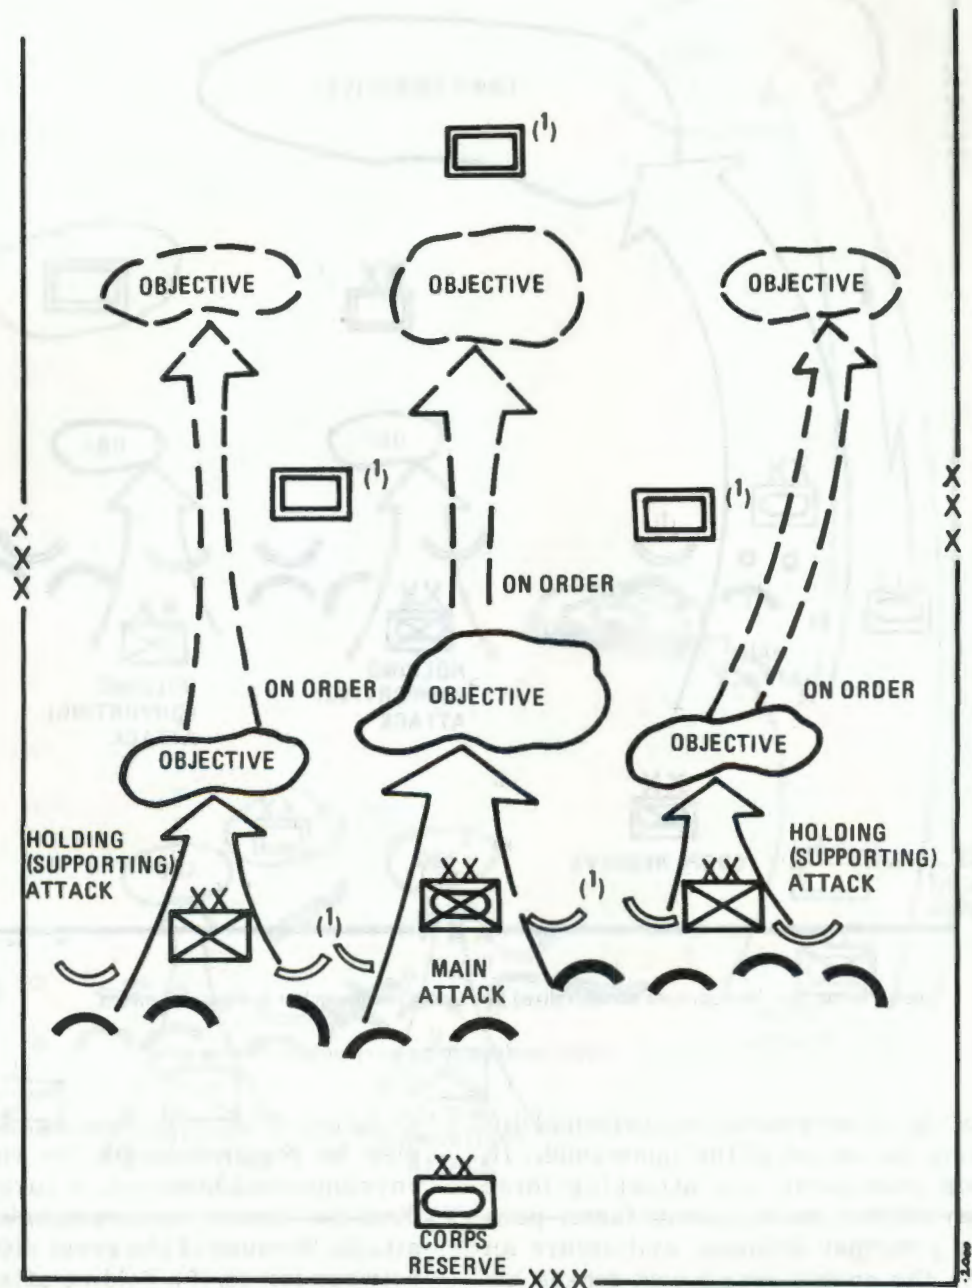 (1)
OBJECTIVE
OBJECTIVE
OBJECTIVE
(1)
(1)
XXX
XXX
ON ORDER
ON ORDER
OBJECTIVE
ON ORDER
OBJECTIVE
OBJECTIVE
HOLDING
(SUPPORTING)
ATTACK
HOLDING
(SUPPORTING)
ATTACK
XX
XX
XX
(1)
(1)
MAIN
ATTACK
XX
CORPS
RESERVE
XXX